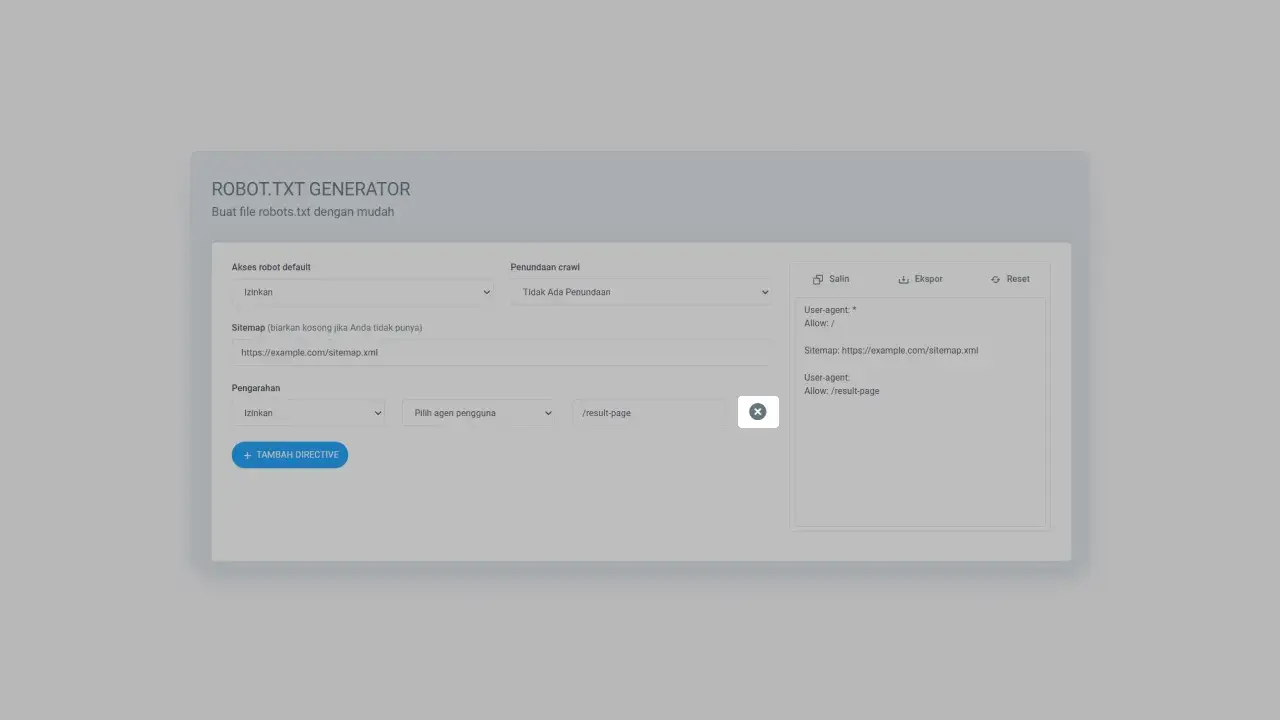 ROBOT.TXT GENERATOR
Buat file robots.txt dengan mudah
Akses robot default
Izinkan
Penundaan crawl
Tidak Ada Penundaan
Sitemap (biarkan kosong jika Anda tidak punya)
https://example.com/sitemap.xml
Pengarahan
Izinkan
Pilih agen pengguna
/result-page
+ TAMBAH DIRECTIVE
Salin
Ekspor
Reset
User-agent: *
Allow: /
Sitemap: https://example.com/sitemap.xml
User-agent:
Allow: /result-page